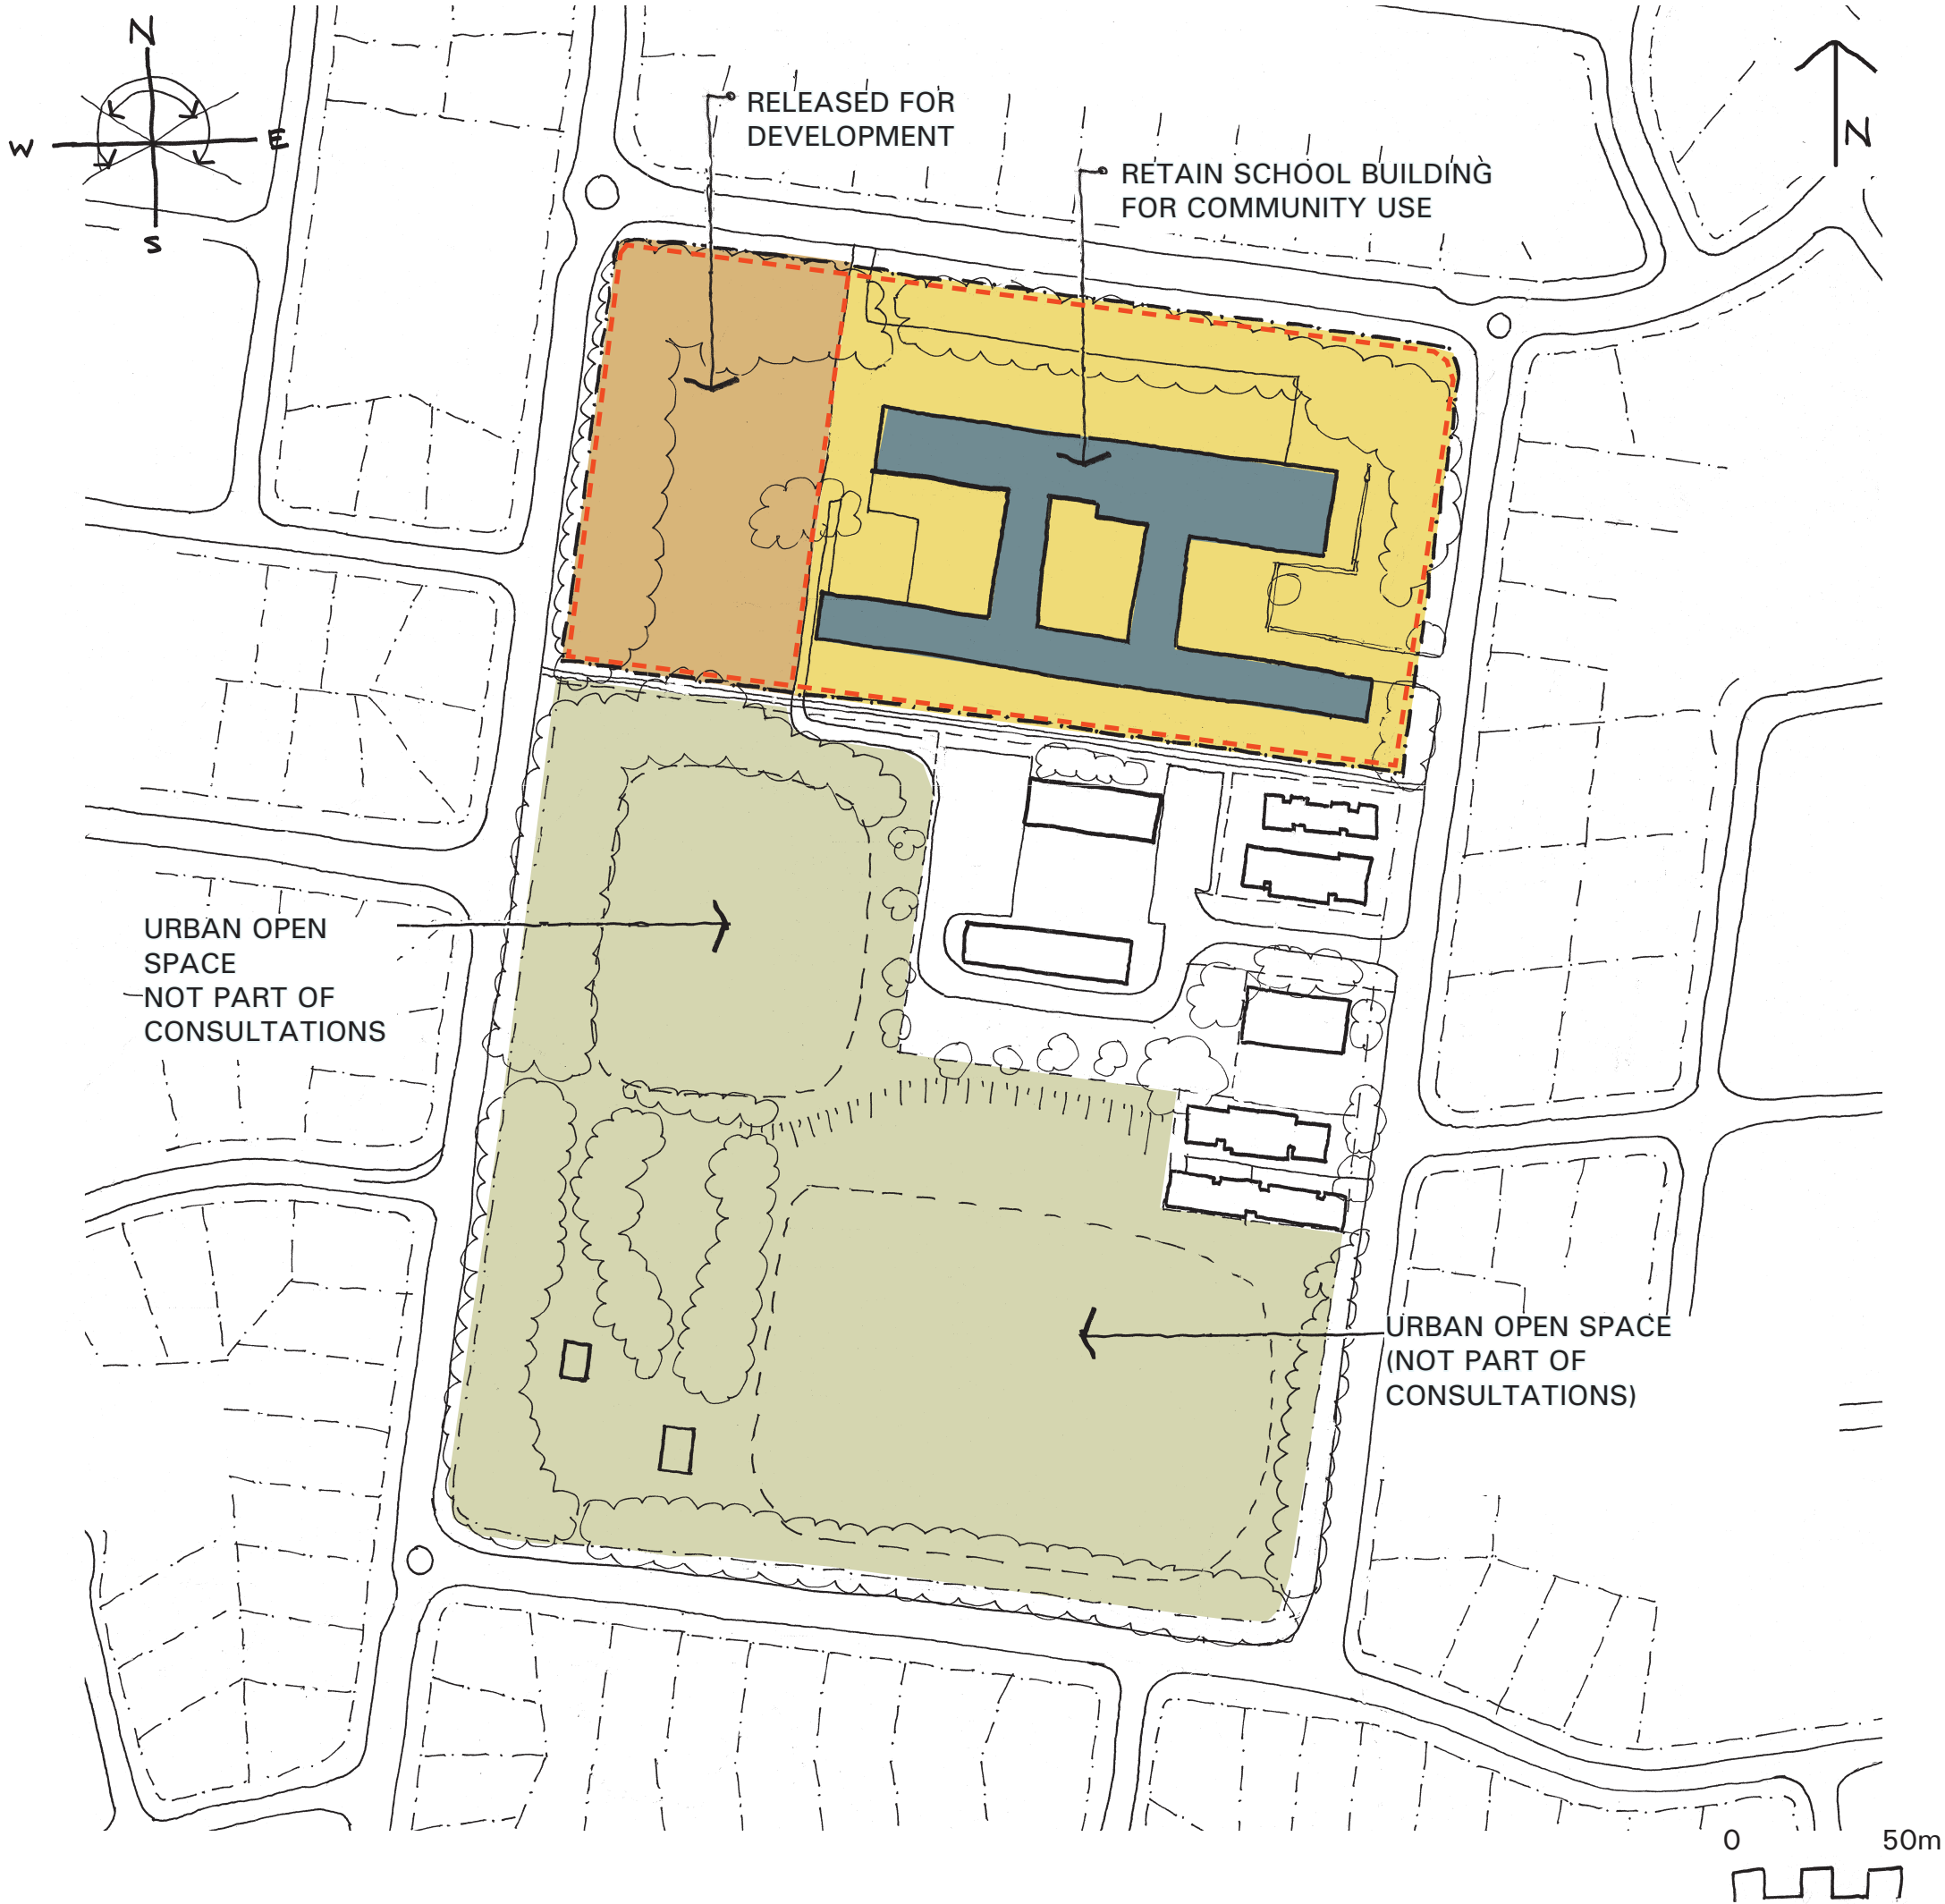 N
W
E
S
N
RELEASED FOR
DEVELOPMENT
RETAIN SCHOOL BUILDING
FOR COMMUNITY USE
URBAN OPEN
SPACE
NOT PART OF
CONSULTATIONS
URBAN OPEN SPACE
(NOT PART OF
CONSULTATIONS)
0 50m